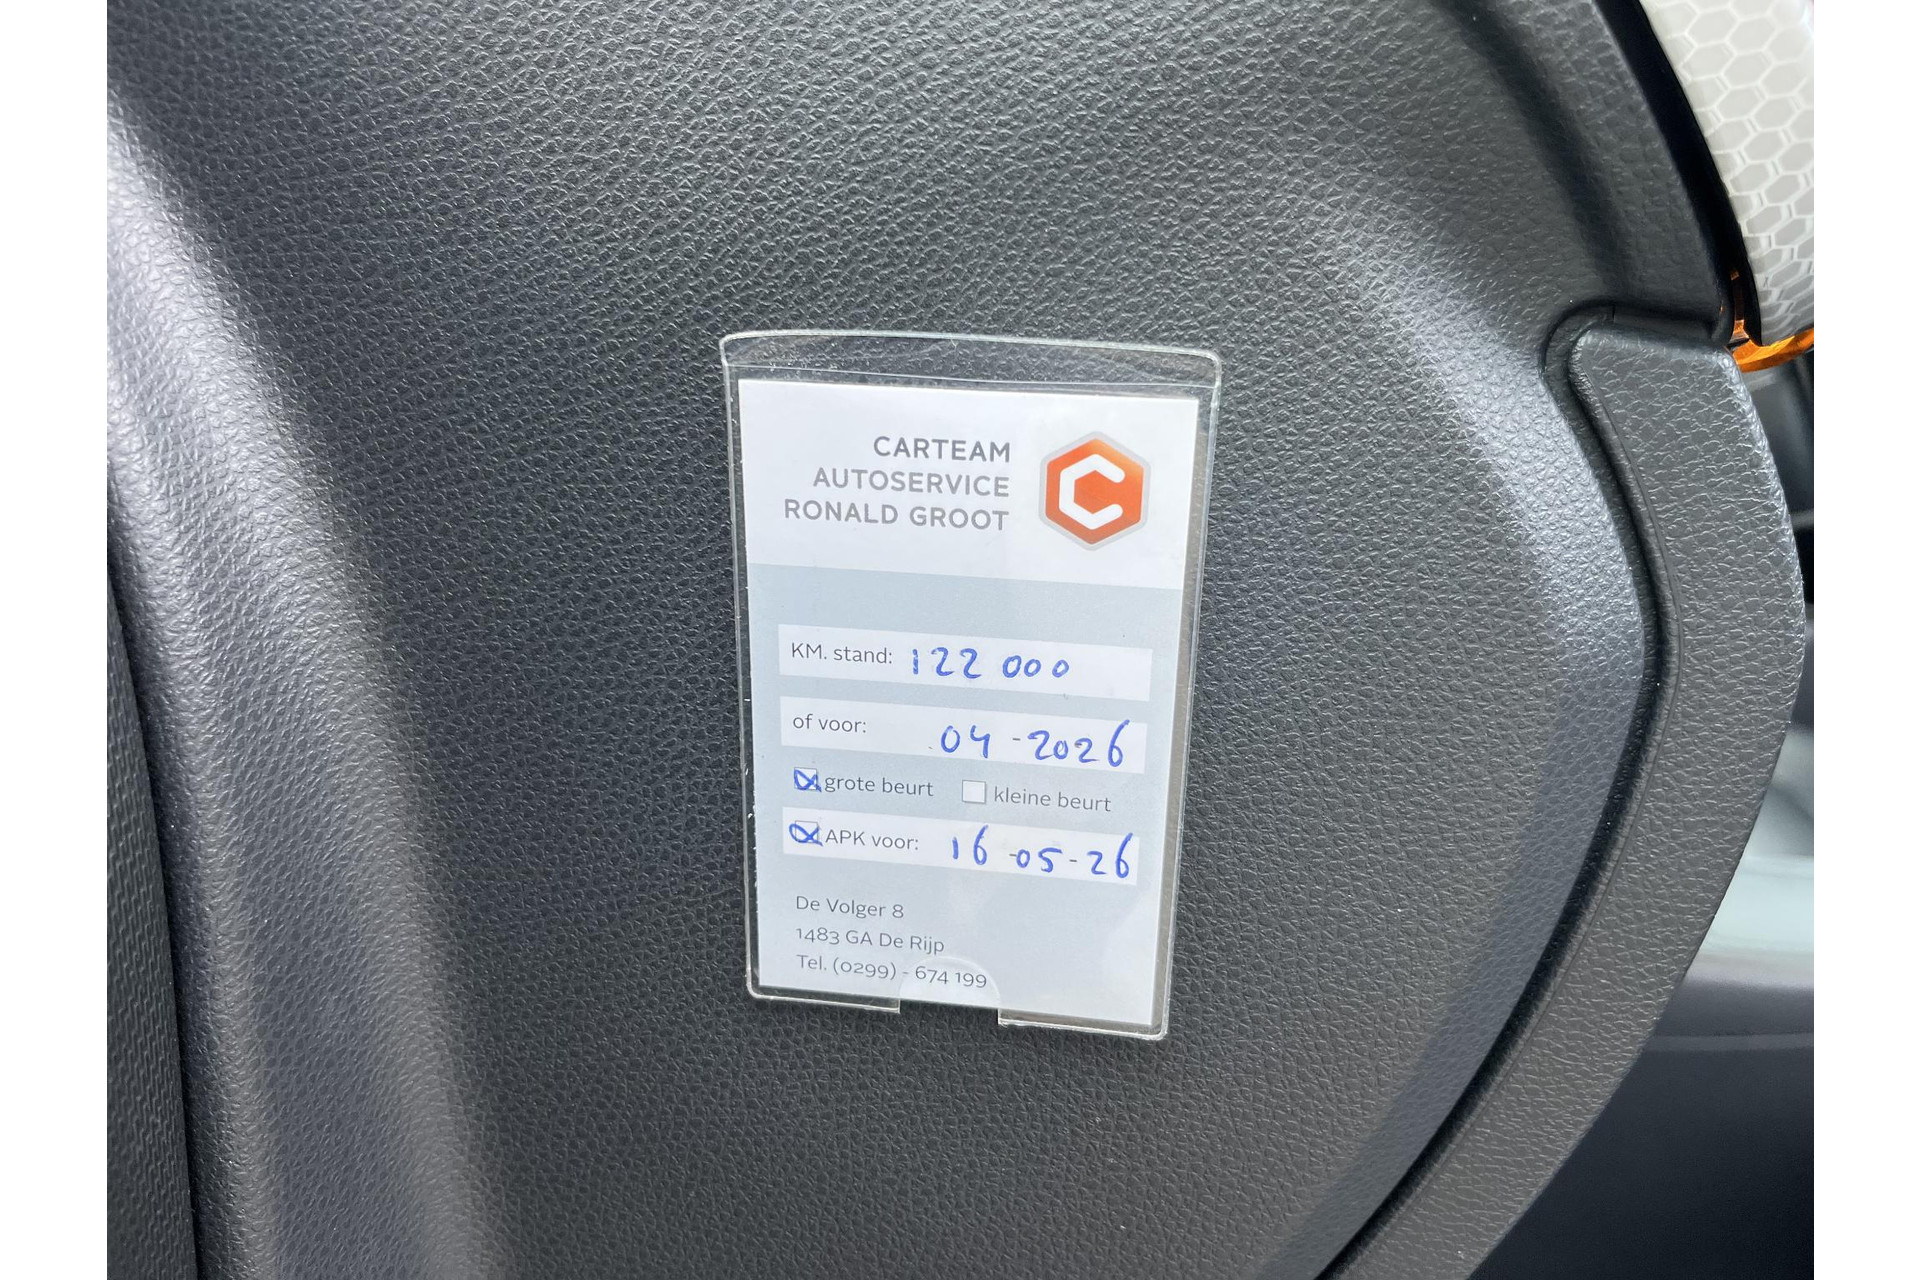 CARTEAM
AUTOSERVICE
RONALD GROOT
KM. stand: 122 000
of voor: 04-2026
grote beurt kleine beurt
APK voor: 16-05-26
De Volger 8
1483 GA De Rijp
Tel. (0299) - 674 199